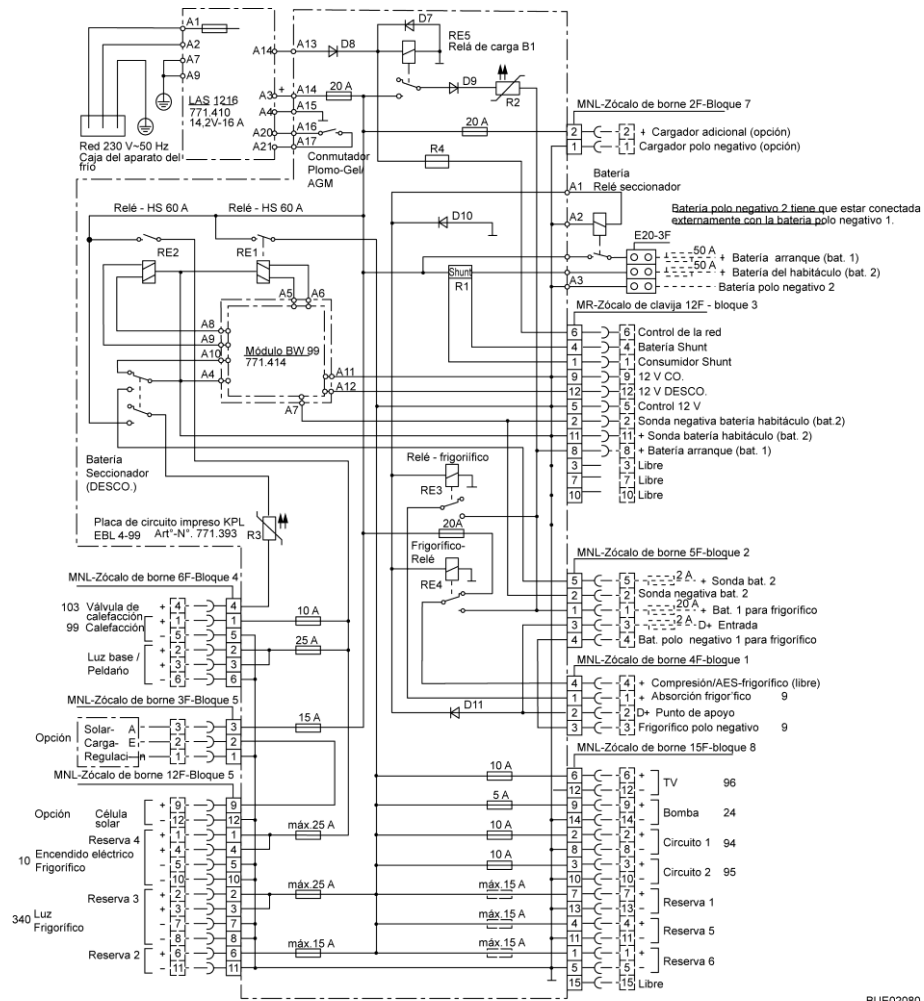 A1
A2
A7
A9
A14
A3 +
A4
A20
A21
LAS 1216
771.410
14,2V-16 A
Red 230 V~50 Hz
Caja del aparato del
frío
A13
D8
D7
RE5
Relá de carga B1
A14
20 A
A15
A16
A17
D9
R2
Conmutador
Plomo-Gel/
AGM
20 A
R4
MNL-Zócalo de borne 2F-Bloque 7
2 2 + Cargador adicional (opción)
1 1 Cargador polo negativo (opción)
Batería
Relé seccionador
A1
A2
A3
Batería polo negativo 2 tiene que estar conectada
externamente con la bateria polo negativo 1.
E20-3F
50 A + Batería arranque (bat. 1)
50 A + Batería del habitáculo (bat. 2)
Batería polo negativo 2
Relé - HS 60 A
Relé - HS 60 A
RE2
RE1
D10
Shunt
R1
A5
A6
A8
A9
A10
A4
Módulo BW 99
771.414
A11
A12
A7
MR-Zócalo de clavija 12F - bloque 3
6 6 Control de la red
4 4 Batería Shunt
1 1 Consumidor Shunt
9 9 12 V CO.
12 12 12 V DESCO.
5 5 Control 12 V
2 2 Sonda negativa batería habitáculo (bat.2)
11 11 + Sonda batería habitáculo (bat. 2)
8 8 + Batería arranque (bat. 1)
3 3 Libre
7 7 Libre
10 10 Libre
Batería
Seccionador
(DESCO.)
Relé - frigoriífico
RE3
20A
Frigorífico-
Relé
RE4
Placa de circuito impreso KPL
EBL 4-99 Art°-N°. 771.393
R3
MNL-Zócalo de borne 5F-bloque 2
5 5 2 A + Sonda bat. 2
2 2 Sonda negativa bat. 2
1 1 20 A + Bat. 1 para frigorífico
3 3 2 A D+ Entrada
4 4 Bat. polo negativo 1 para frigorífico
MNL-Zócalo de borne 6F-Bloque 4
103 Válvula de
calefacción
99 Calefacción
+ 4 4
+ 1 1
- 5 5
10 A
Luz base /
Peldaño
+ 2 2
+ 3 3
- 6 6
25 A
MNL-Zócalo de borne 4F-bloque 1
4 4 + Compresión/AES-frigorífico (libre)
1 1 + Absorción frigor'fico 9
2 2 D+ Punto de apoyo
3 3 Frigorífico polo negativo 9
D11
MNL-Zócalo de borne 3F-Bloque 5
Opción
Solar- A 3 3
Carga- E 2 2
Regulaci n 1 1
15 A
MNL-Zócalo de borne 12F-Bloque 5
Opción
Célula
solar
+ 9 9
- 12 12
Reserva 4
10 Encendido eléctrico
Frigorífico
+ 1 1
+ 4 4
- 5 5
- 10 10
máx.25 A
Reserva 3
340 Luz
Frigorífico
+ 2 2
+ 3 3
- 7 7
- 8 8
máx.25 A
Reserva 2
+ 6 6
- 11 11
máx.15 A
MNL-Zócalo de borne 15F-bloque 8
10 A 6 6 +
12 12 -
TV 96
5 A 9 9 +
14 14 -
Bomba 24
10 A 2 2 +
8 8 -
Circuito 1 94
10 A 3 3 +
10 10 -
Circuito 2 95
máx.15 A 7 7 +
13 13 -
Reserva 1
máx.15 A 4 4 +
11 11 -
Reserva 5
máx.15 A 1 1 +
5 5 -
Reserva 6
15 15 Libre
BUE02080